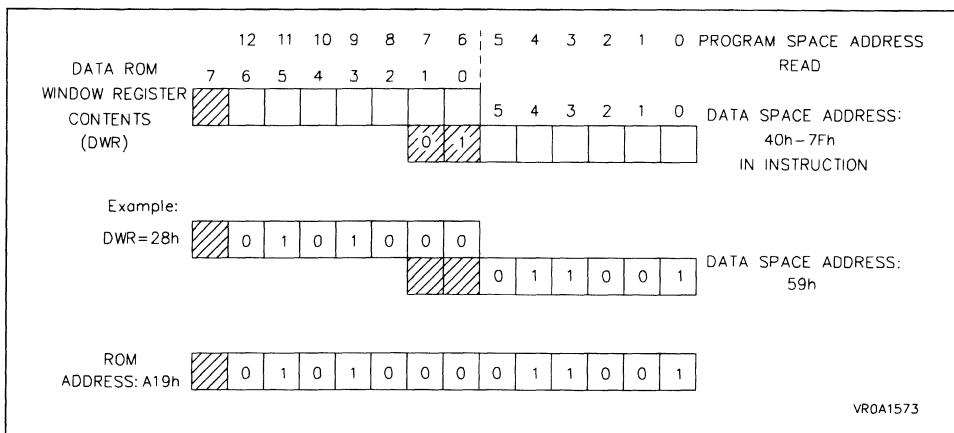 12 11 10 9 8 7 6 5 4 3 2 1 0 PROGRAM SPACE ADDRESS
READ
DATA ROM
WINDOW REGISTER
CONTENTS
(DWR)
7 6 5 4 3 2 1 0
5 4 3 2 1 0
0 1
DATA SPACE ADDRESS:
40h-7Fh
IN INSTRUCTION
Example:
DWR=28h
0 1 0 1 0 0 0
0 1 1 0 0 1
DATA SPACE ADDRESS:
59h
ROM
ADDRESS: A19h
0 1 0 1 0 0 0 0 1 1 0 0 1
VR0A1573